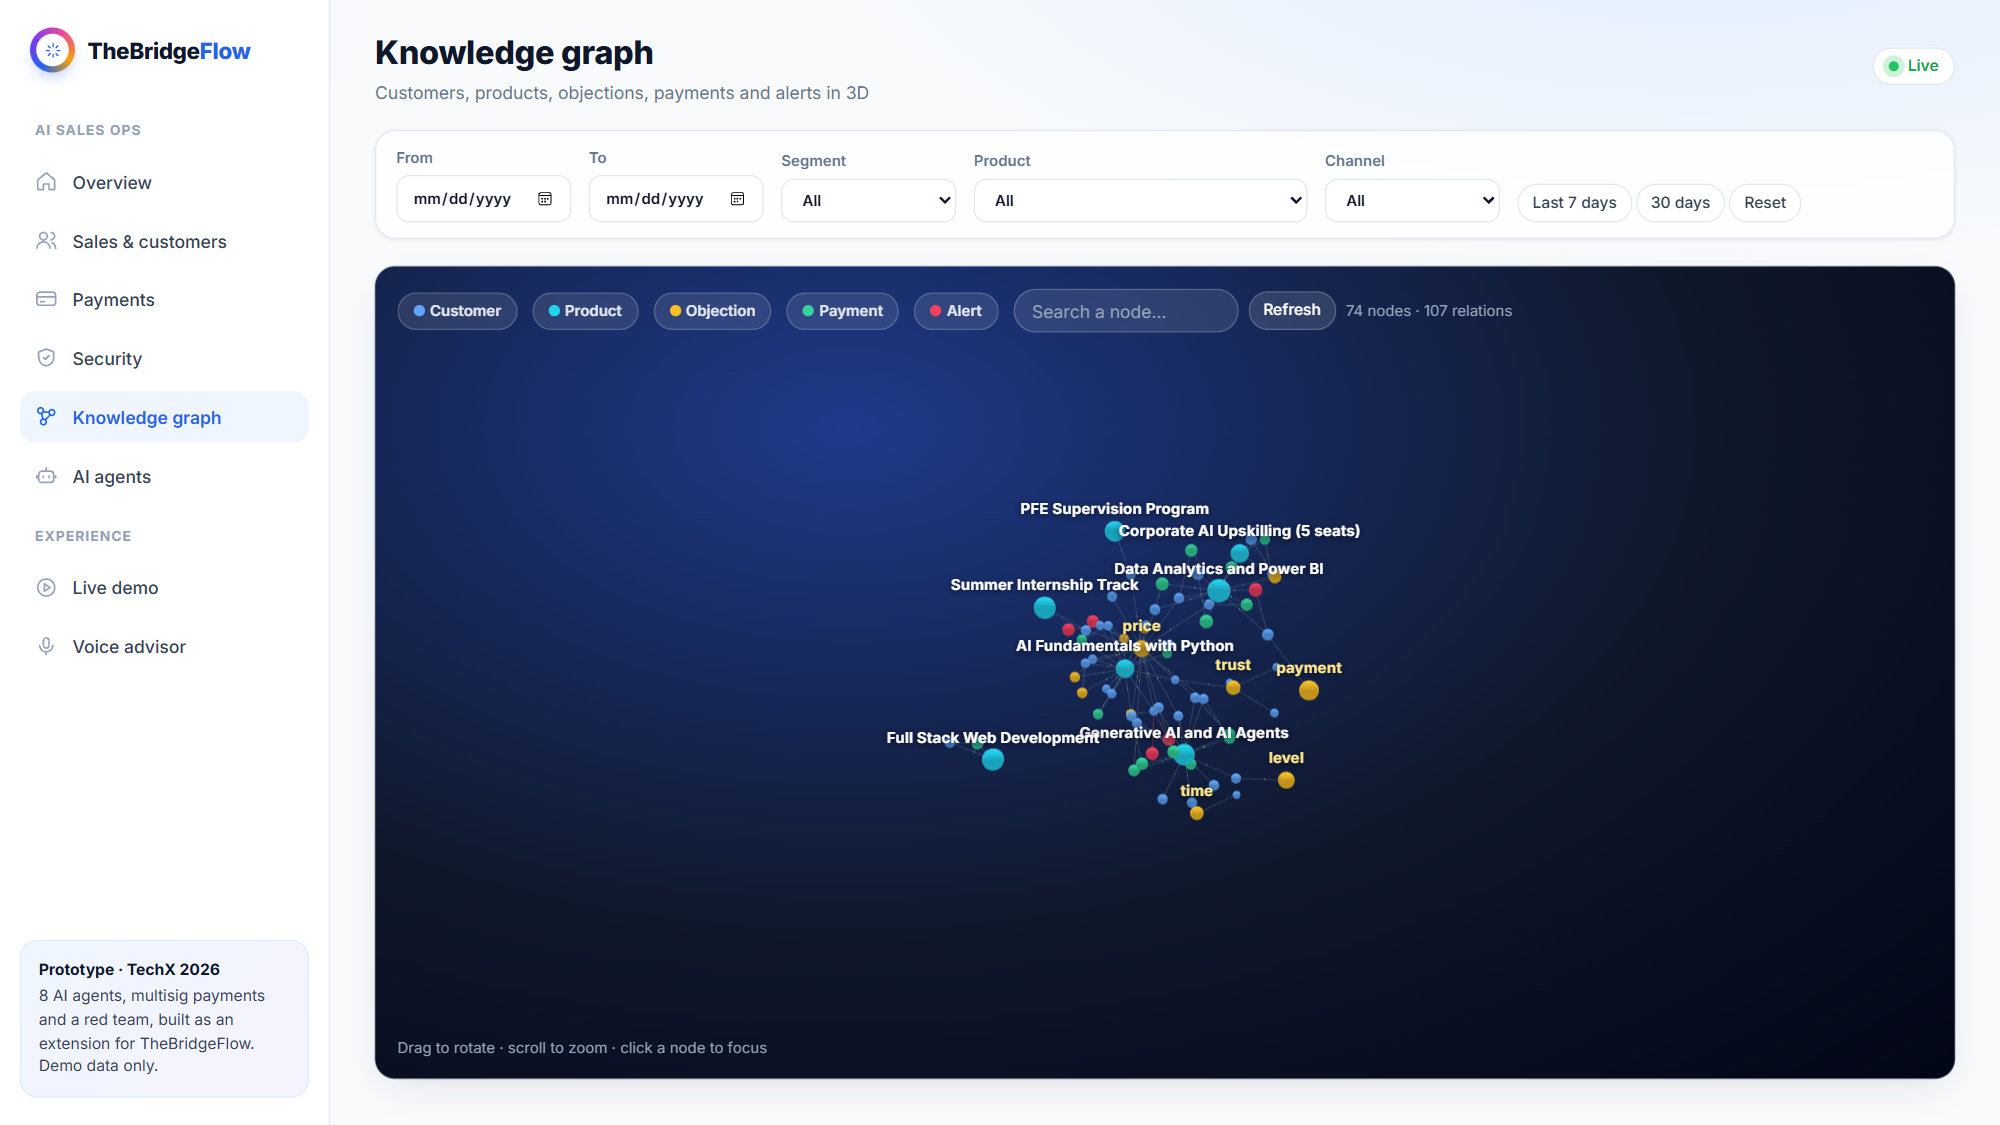 TheBridgeFlow
AI SALES OPS
Overview
Sales & customers
Payments
Security
Knowledge graph
AI agents
EXPERIENCE
Live demo
Voice advisor
Prototype · TechX 2026
8 AI agents, multisig payments
and a red team, built as an
extension for TheBridgeFlow.
Demo data only.
Knowledge graph
Customers, products, objections, payments and alerts in 3D
Live
From
To
Segment
Product
Channel
mm/dd/yyyy
mm/dd/yyyy
All
All
All
Last 7 days
30 days
Reset
Customer
Product
Objection
Payment
Alert
Search a node...
Refresh
74 nodes · 107 relations
PFE Supervision Program
Corporate AI Upskilling (5 seats)
Data Analytics and Power BI
Summer Internship Track
price
AI Fundamentals with Python
trust
payment
Full Stack Web Development
Generative AI and AI Agents
level
time
Drag to rotate · scroll to zoom · click a node to focus